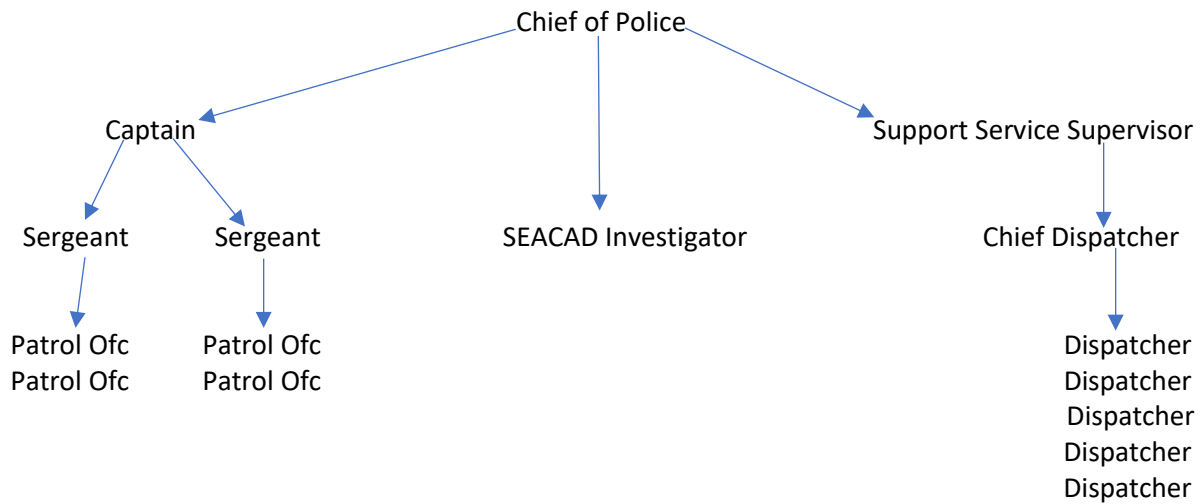 Chief of Police
Captain
Support Service Supervisor
Sergeant
Sergeant
SEACAD Investigator
Chief Dispatcher
Patrol Ofc
Patrol Ofc
Dispatcher
Patrol Ofc
Patrol Ofc
Dispatcher
Dispatcher
Dispatcher
Dispatcher